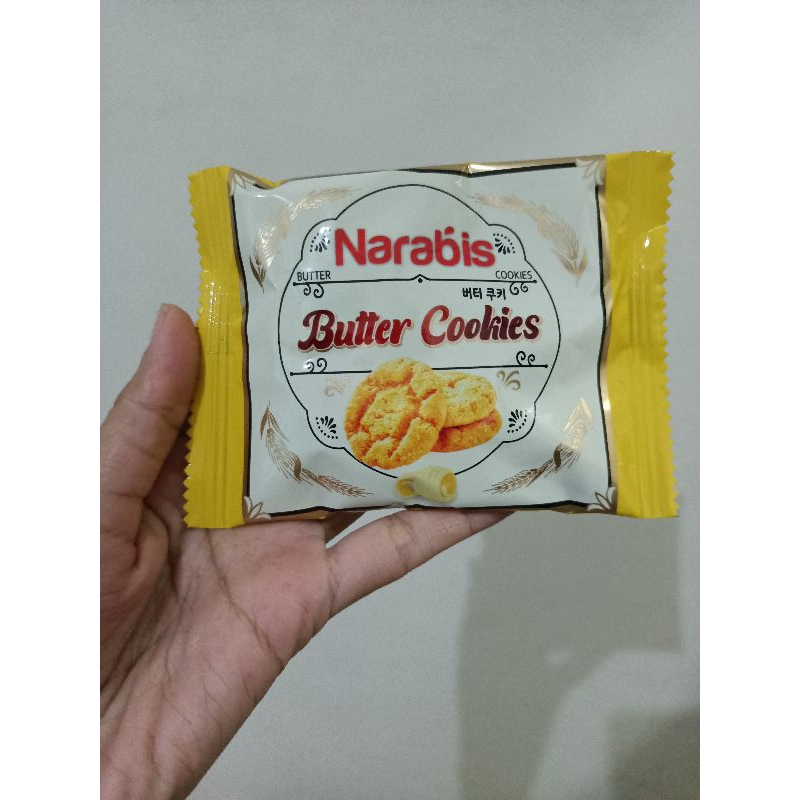 Narabis
BUTTER COOKIES
버터 쿠키
Butter Cookies